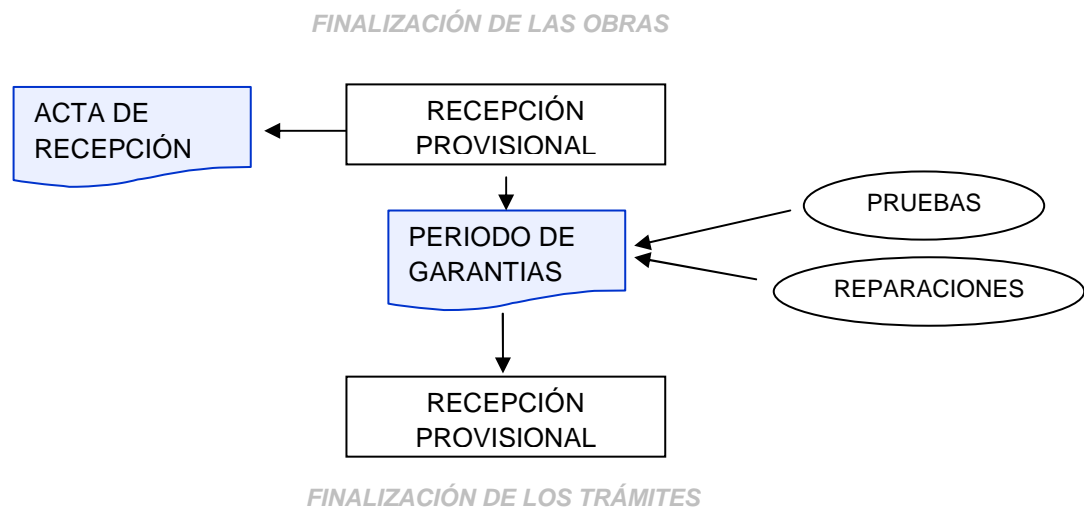 FINALIZACIÓN DE LAS OBRAS
ACTA DE
RECEPCIÓN
RECEPCIÓN
PROVISIONAL
PERIODO DE
GARANTIAS
PRUEBAS
REPARACIONES
RECEPCIÓN
PROVISIONAL
FINALIZACIÓN DE LOS TRÁMITES